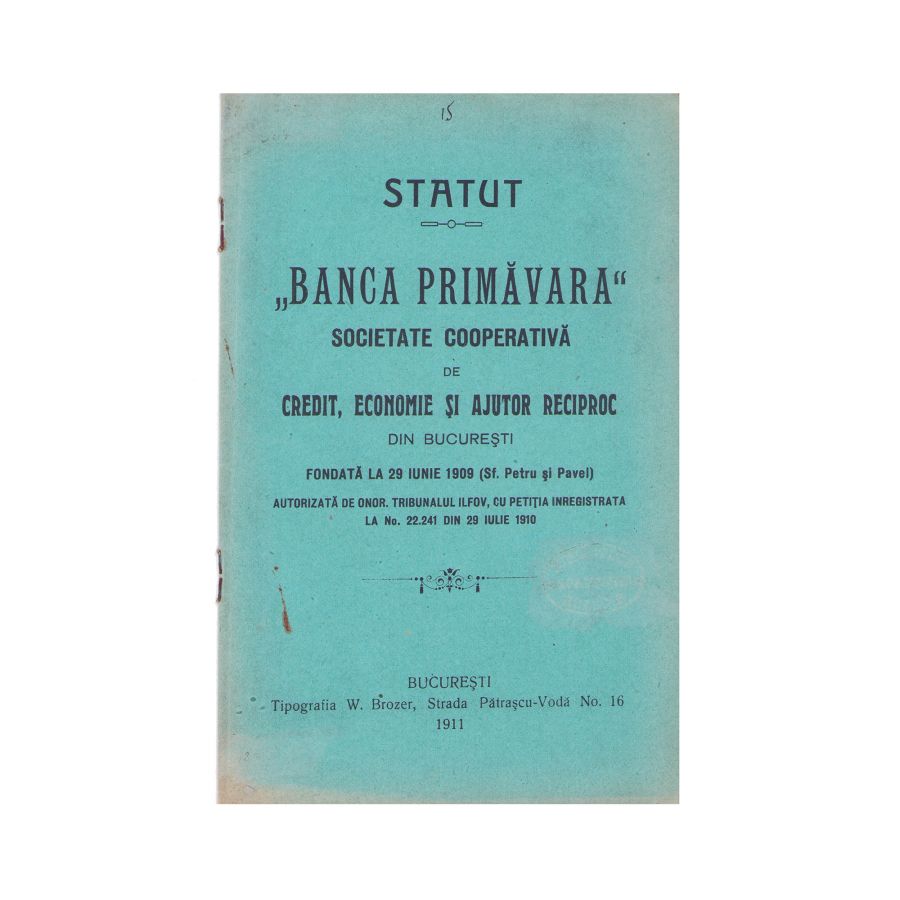 15
STATUT
„BANCA PRIMĂVARA“
SOCIETATE COOPERATIVĂ
DE
CREDIT, ECONOMIE ŞI AJUTOR RECIPROC
DIN BUCUREŞTI
FONDATĂ LA 29 IUNIE 1909 (Sf. Petru şi Pavel)
AUTORIZATĂ DE ONOR. TRIBUNALUL ILFOV, CU PETIŢIA INREGISTRATA
LA No. 22.241 DIN 29 IULIE 1910
BUCUREŞTI
Tipografia W. Brozer, Strada Pătraşcu-Vodă No. 16
1911